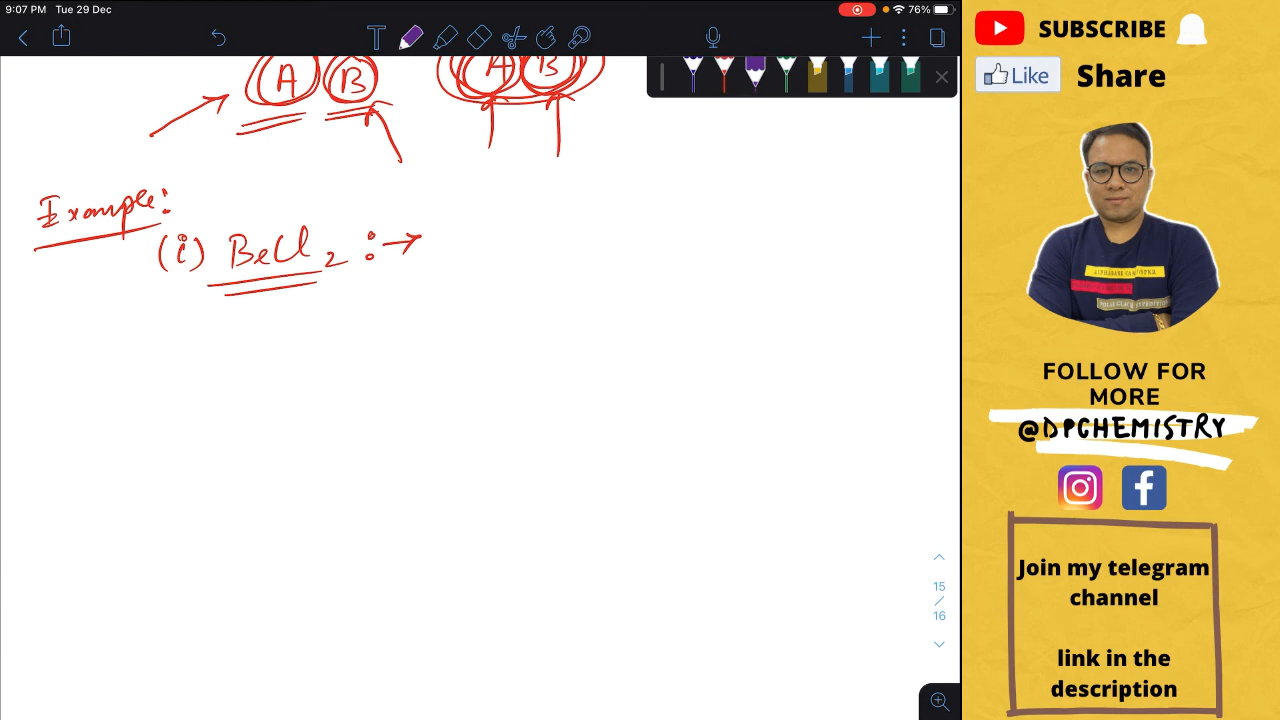 9:07 PM Tue 29 Dec
76%
A B
A B
Example:
(i) BeCl2 :→
15
/
16
SUBSCRIBE
Like Share
FOLLOW FOR
MORE
@DPCHEMISTRY
Join my telegram
channel
link in the
description